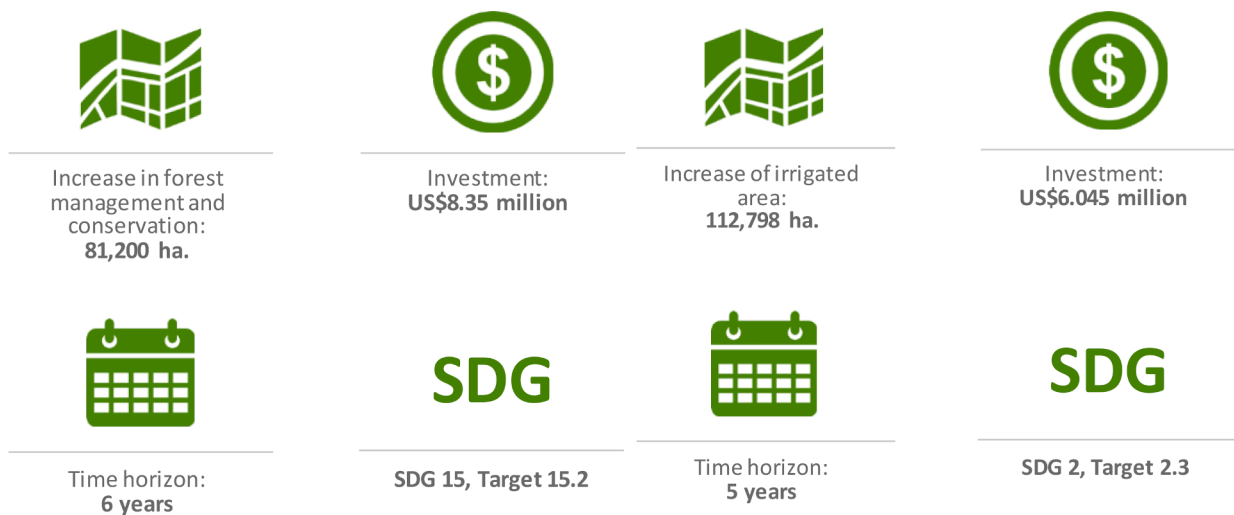 Increase in forest
management and
conservation:
81,200 ha.
$
Investment:
US$8.35 million
Increase of irrigated
area:
112,798 ha.
$
Investment:
US$6.045 million
Time horizon:
6 years
SDG
SDG 15, Target 15.2
Time horizon:
5 years
SDG
SDG 2, Target 2.3